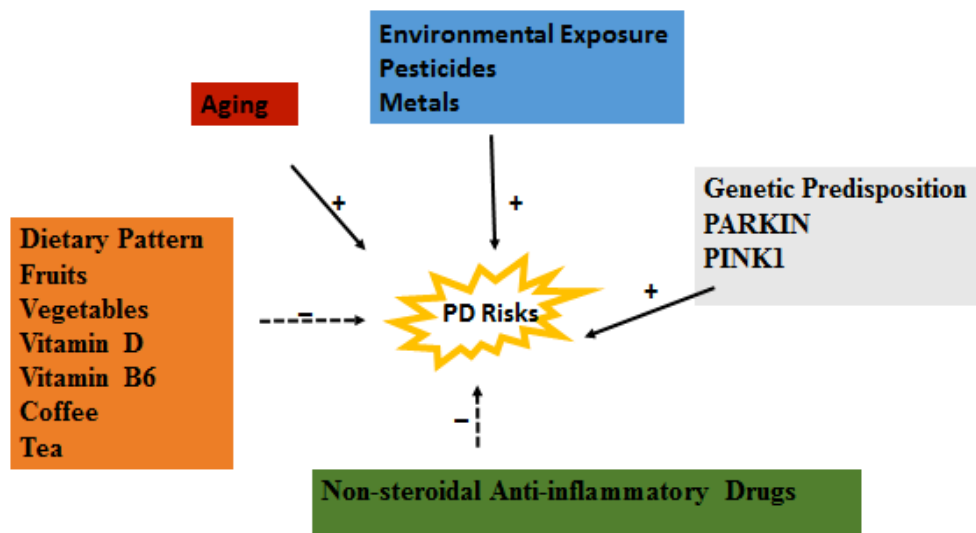 Environmental Exposure
Pesticides
Metals
Aging
+
+
Genetic Predisposition
PARKIN
PINK1
+
Dietary Pattern
Fruits
Vegetables
Vitamin D
Vitamin B6
Coffee
Tea
–
PD Risks
–
Non-steroidal Anti-inflammatory Drugs